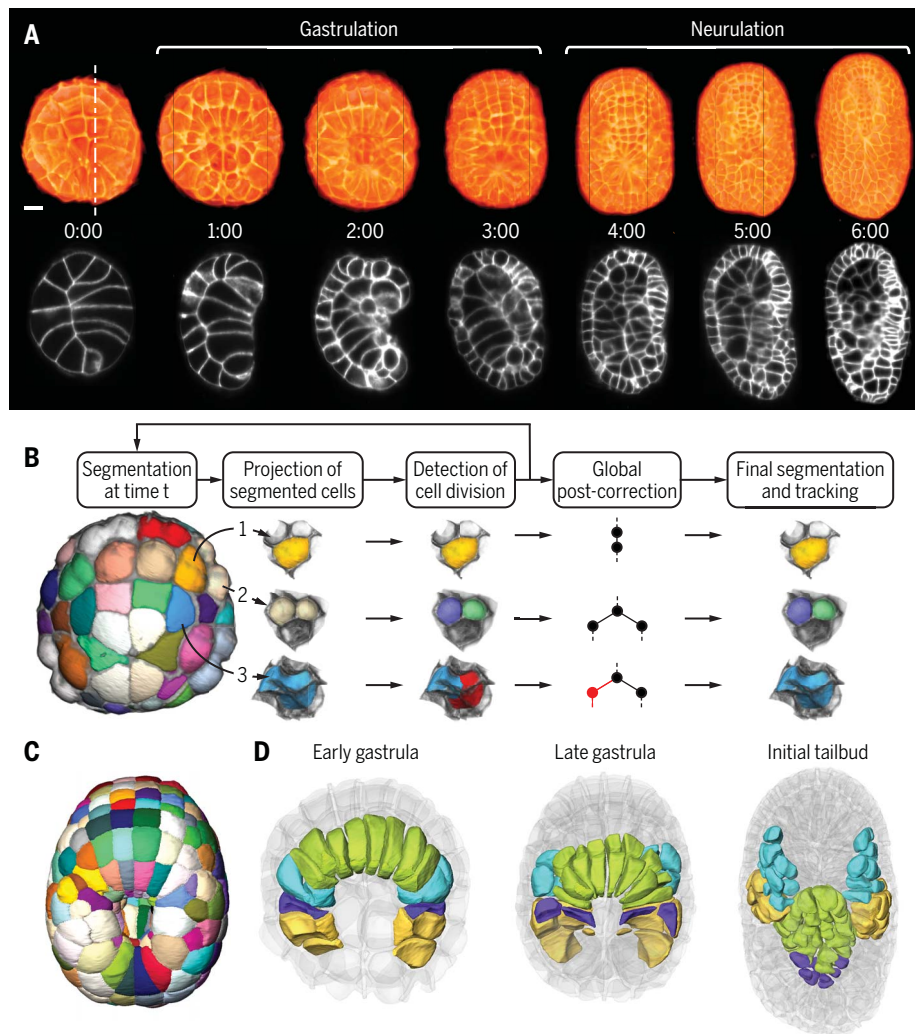 A
Gastrulation
Neurulation
0:00
1:00
2:00
3:00
4:00
5:00
6:00
B
Segmentation
at time t
Projection of
segmented cells
Detection of
cell division
Global
post-correction
Final segmentation
and tracking
1
2
3
C
D
Early gastrula
Late gastrula
Initial tailbud